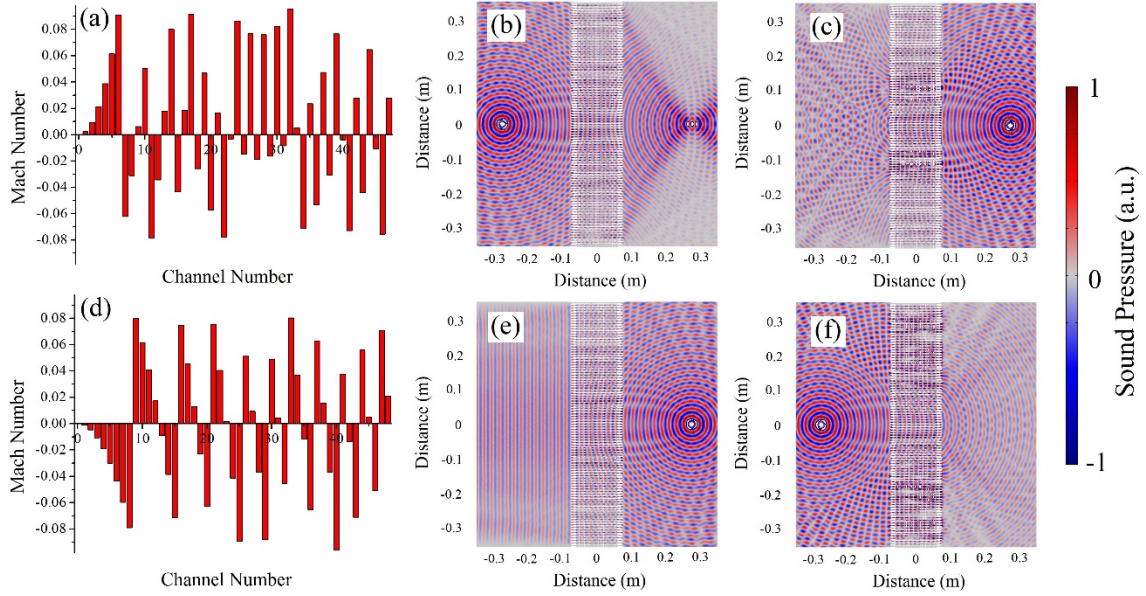 (a)
0.08
0.06
0.04
0.02
0.00
-0.02
-0.04
-0.06
-0.08
0 10 20 30 40
Mach Number
Channel Number
(b)
0.3
0.2
0.1
0
-0.1
-0.2
-0.3
Distance (m)
-0.3 -0.2 -0.1 0 0.1 0.2 0.3
Distance (m)
(c)
0.3
0.2
0.1
0
-0.1
-0.2
-0.3
Distance (m)
-0.3 -0.2 -0.1 0 0.1 0.2 0.3
Distance (m)
(d)
0.08
0.06
0.04
0.02
0.00
-0.02
-0.04
-0.06
-0.08
0 10 20 30 40
Mach Number
Channel Number
(e)
0.3
0.2
0.1
0
-0.1
-0.2
-0.3
Distance (m)
-0.3 -0.2 -0.1 0 0.1 0.2 0.3
Distance (m)
(f)
0.3
0.2
0.1
0
-0.1
-0.2
-0.3
Distance (m)
-0.3 -0.2 -0.1 0 0.1 0.2 0.3
Distance (m)
1
0
-1
Sound Pressure (a.u.)